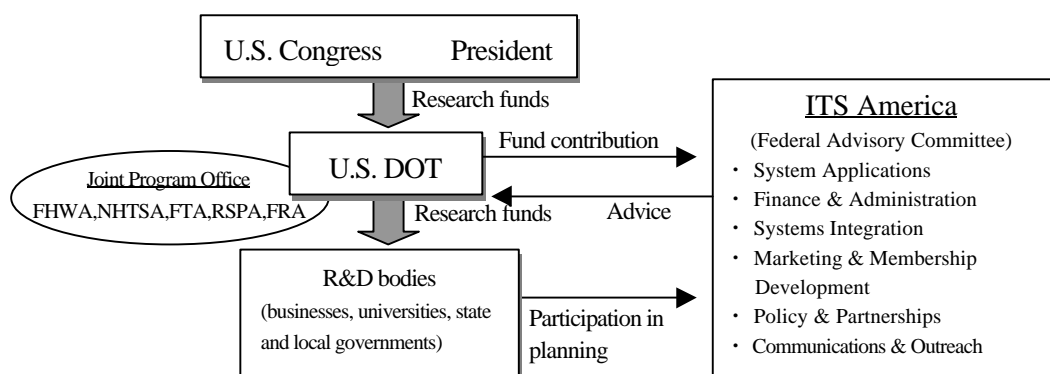 U.S. Congress President
Research funds
U.S. DOT
Joint Program Office
FHWA,NHTSA,FTA,RSPA,FRA
Fund contribution
Advice
Research funds
R&D bodies
(businesses, universities, state
and local governments)
Participation in
planning
ITS America
(Federal Advisory Committee)
・ System Applications
・ Finance & Administration
・ Systems Integration
・ Marketing & Membership
Development
・ Policy & Partnerships
・ Communications & Outreach